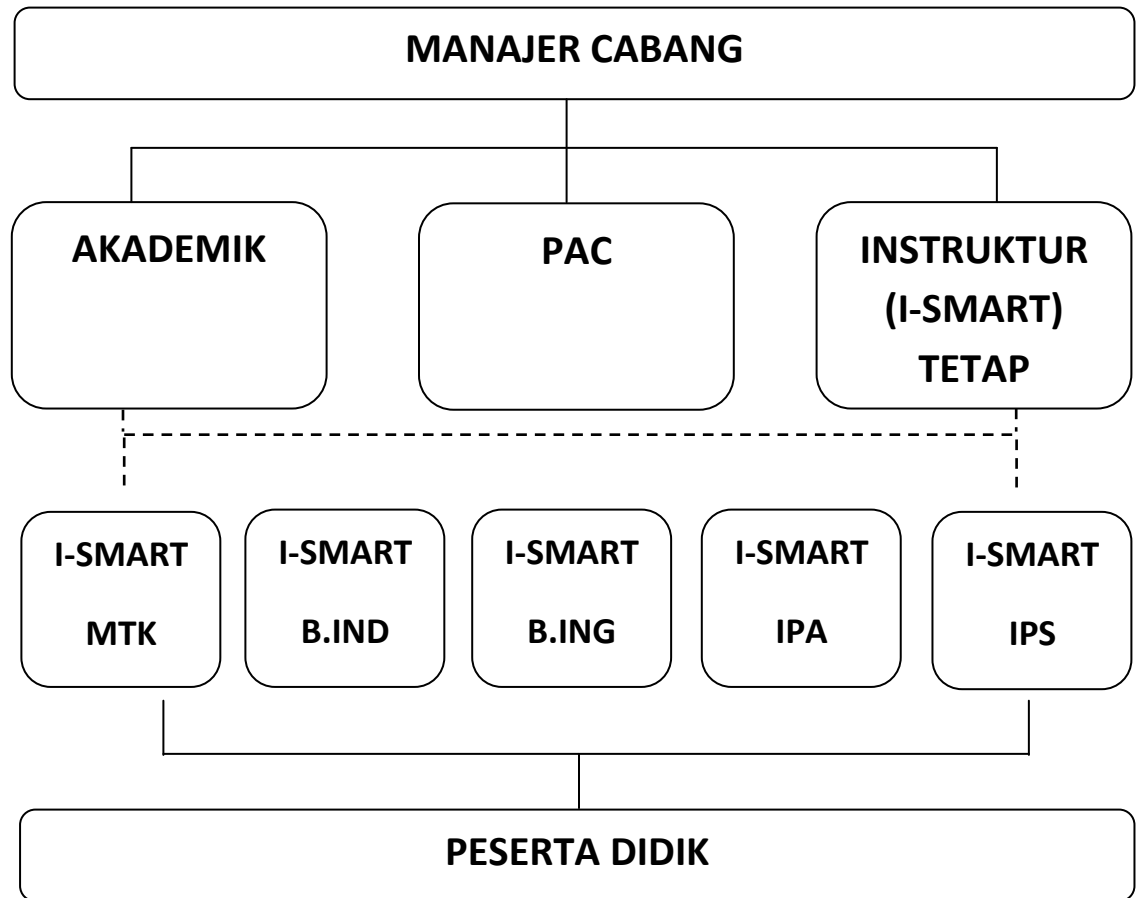 MANAJER CABANG
AKADEMIK
PAC
INSTRUKTUR
(I-SMART)
TETAP
I-SMART
MTK
I-SMART
B.IND
I-SMART
B.ING
I-SMART
IPA
I-SMART
IPS
PESERTA DIDIK